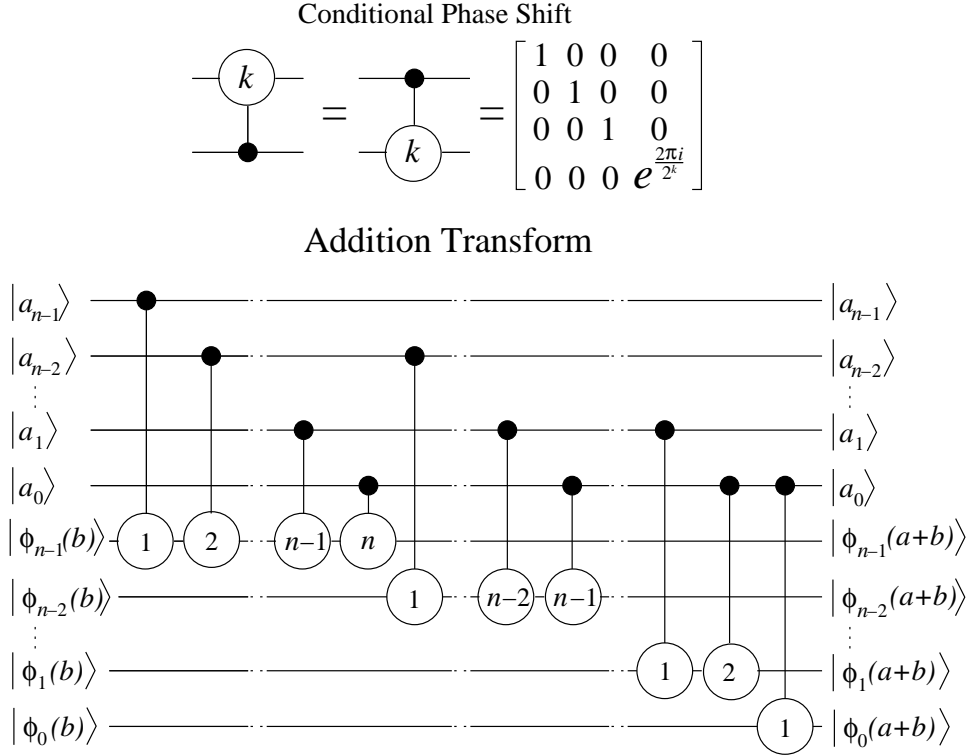 Conditional Phase Shift
k = k = [ 1 0 0 0
0 1 0 0
0 0 1 0
0 0 0 e^{2πi/2^k} ]
Addition Transform
|a_{n–1}⟩ |a_{n–1}⟩
|a_{n–2}⟩ |a_{n–2}⟩
|a_1⟩ |a_1⟩
|a_0⟩ |a_0⟩
|ϕ_{n–1}(b)⟩ 1 2 n–1 n |ϕ_{n–1}(a+b)⟩
|ϕ_{n–2}(b)⟩ 1 n–2 n–1 |ϕ_{n–2}(a+b)⟩
|ϕ_1(b)⟩ 1 2 |ϕ_1(a+b)⟩
|ϕ_0(b)⟩ 1 |ϕ_0(a+b)⟩